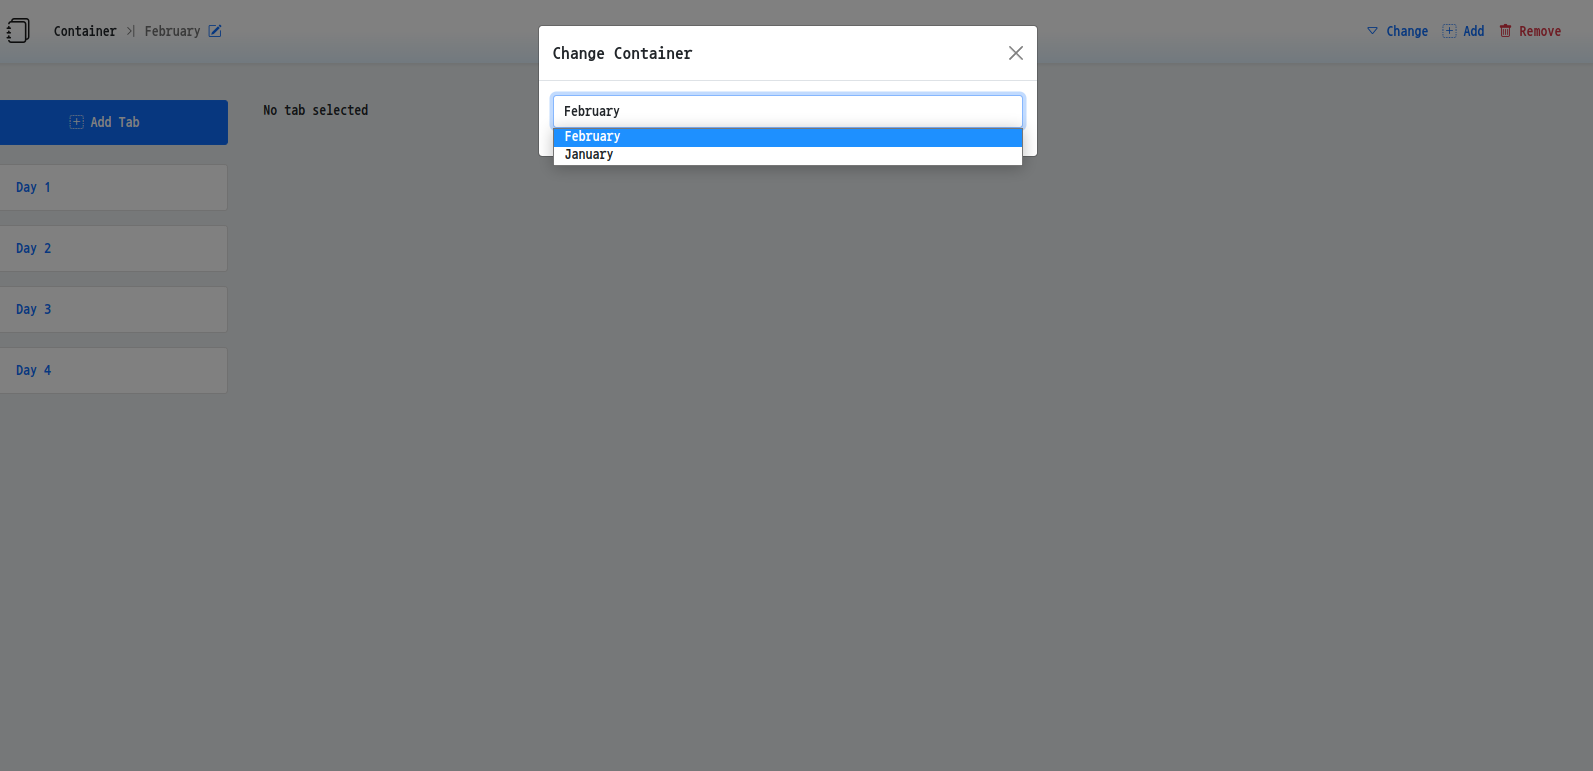 Container
February
Change
Add
Remove
Change Container
February
February
January
Add Tab
No tab selected
Day 1
Day 2
Day 3
Day 4